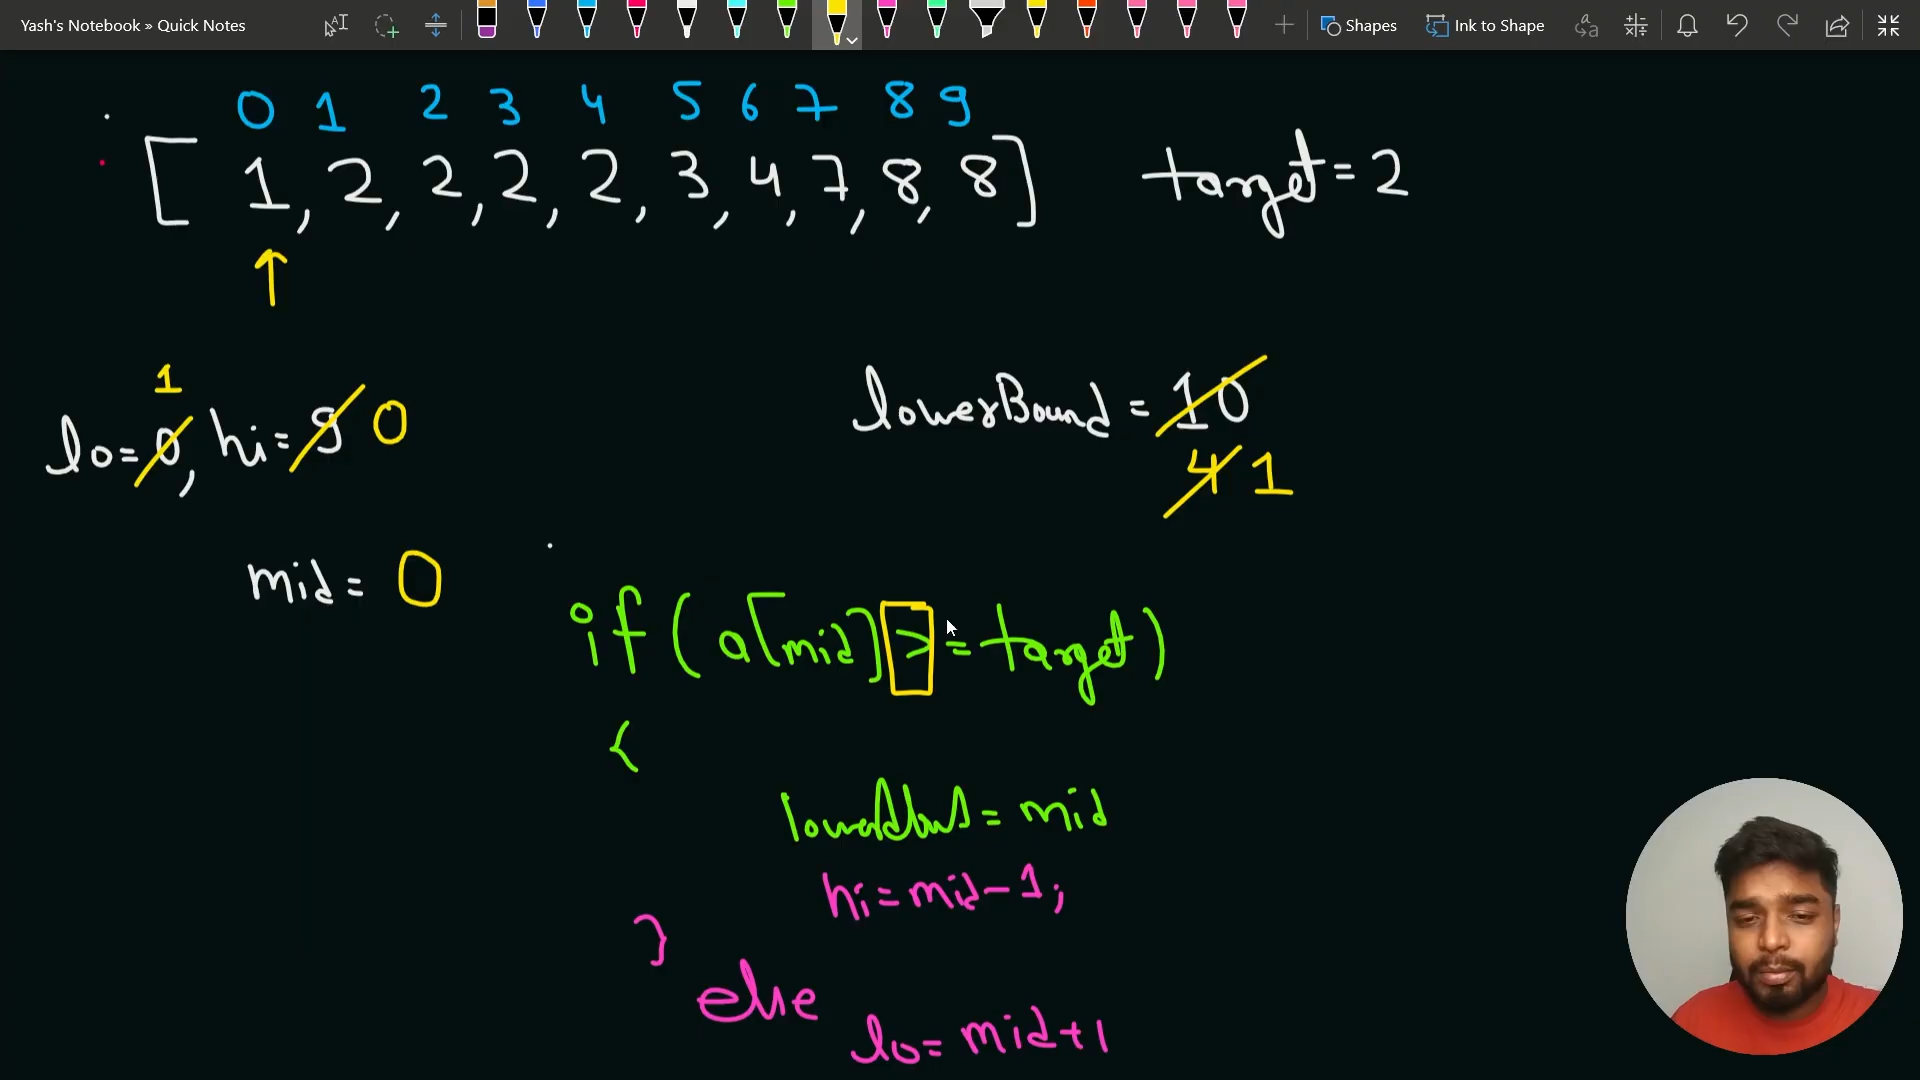 Yash's Notebook » Quick Notes
Shapes
Ink to Shape
0 1 2 3 4 5 6 7 8 9
[ 1, 2, 2, 2, 2, 3, 4, 7, 8, 8 ] target = 2
1
lo = 0, hi = 9 0
lowerBound = 10
4 1
mid = 0
if ( a[mid] > = target )
{
hi = mid - 1;
}
else
lo = mid + 1